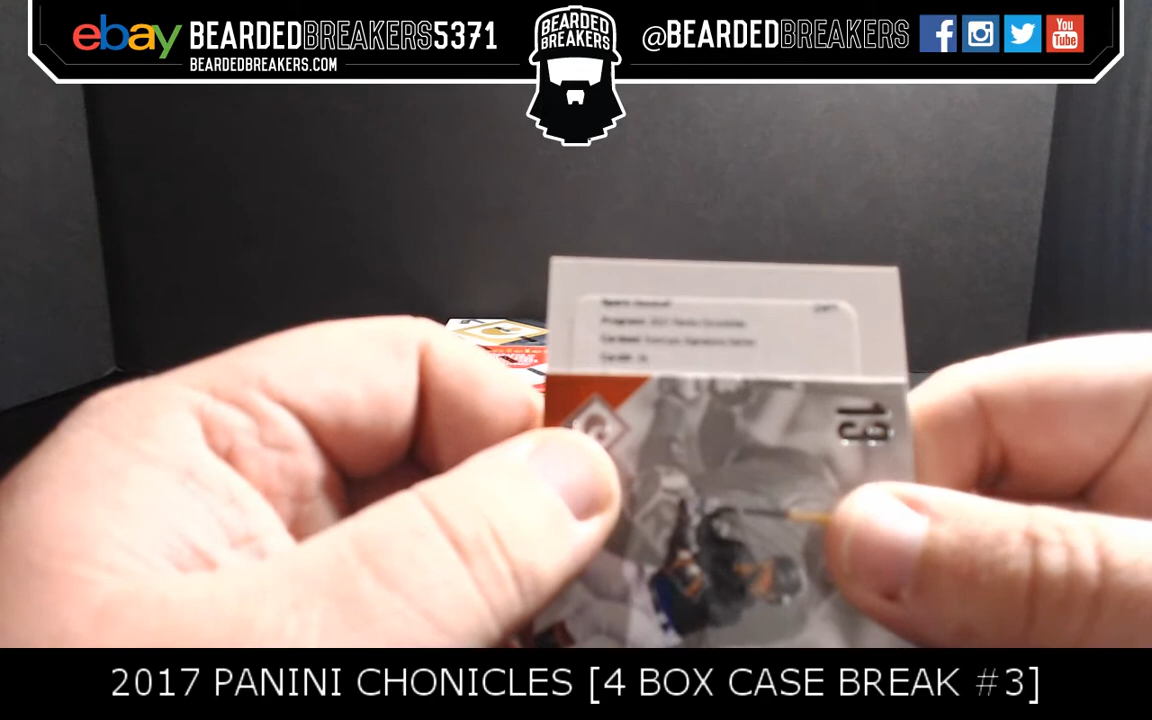 ebay BEARDEDBREAKERS5371
BEARDEDBREAKERS.COM
BEARDED
BREAKERS
@BEARDEDBREAKERS
You
Tube
13
2017 PANINI CHONICLES [4 BOX CASE BREAK #3]